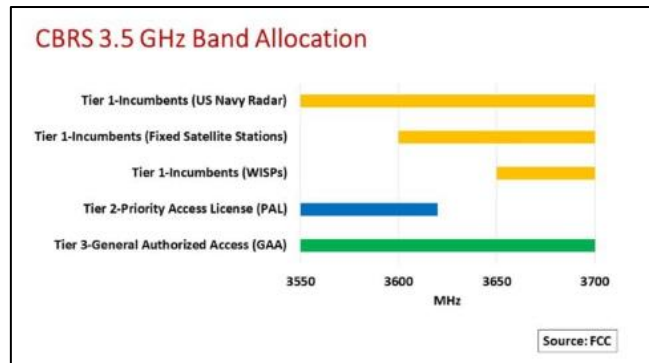 CBRS 3.5 GHz Band Allocation
Tier 1-Incumbents (US Navy Radar)
Tier 1-Incumbents (Fixed Satellite Stations)
Tier 1-Incumbents (WISPs)
Tier 2-Priority Access License (PAL)
Tier 3-General Authorized Access (GAA)
3550 3600 3650 3700
MHz
Source: FCC